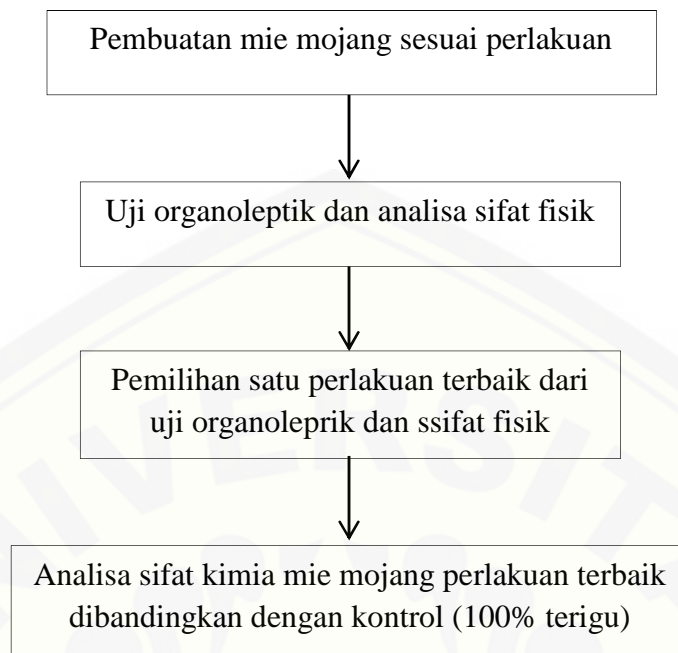 Pembuatan mie mojang sesuai perlakuan
Uji organoleptik dan analisa sifat fisik
Pemilihan satu perlakuan terbaik dari
uji organoleprik dan ssifat fisik
Analisa sifat kimia mie mojang perlakuan terbaik
dibandingkan dengan kontrol (100% terigu)